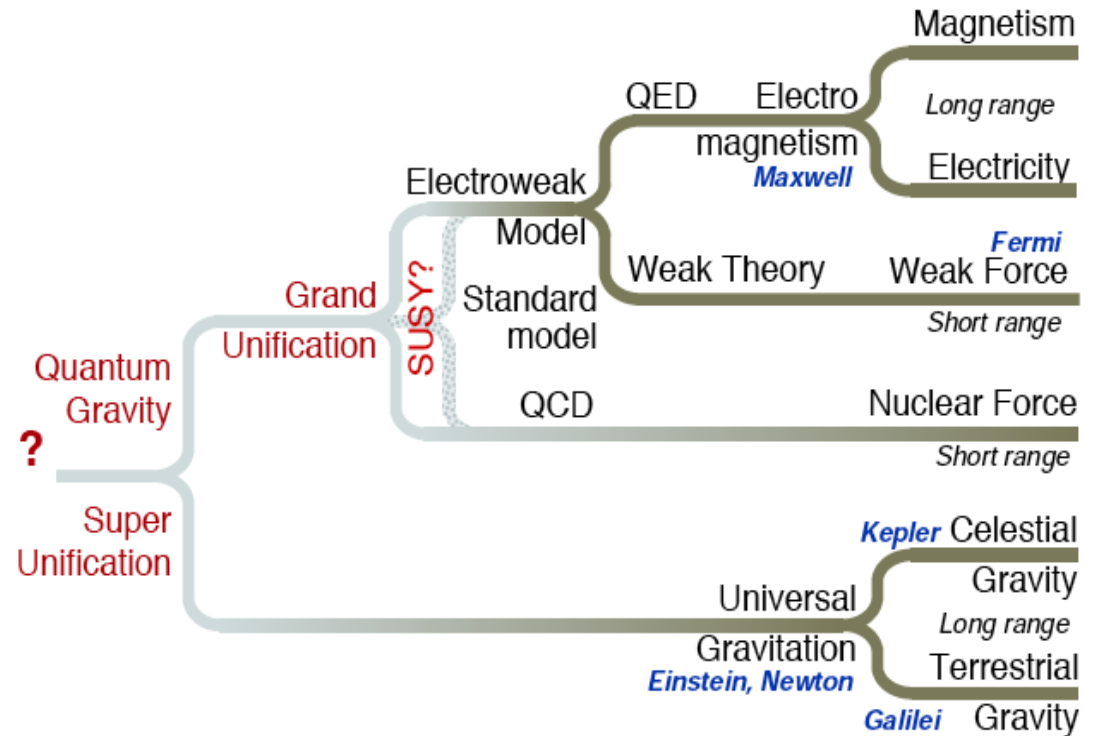 Magnetism
QED
Electro
magnetism
Maxwell
Long range
Electricity
Electroweak
Model
Fermi
Weak Theory
Weak Force
Short range
Grand
Unification
SUSY?
Standard
model
Quantum
Gravity
QCD
Nuclear Force
Short range
?
Super
Unification
Kepler Celestial
Gravity
Universal
Gravitation
Einstein, Newton
Long range
Terrestrial
Galilei Gravity